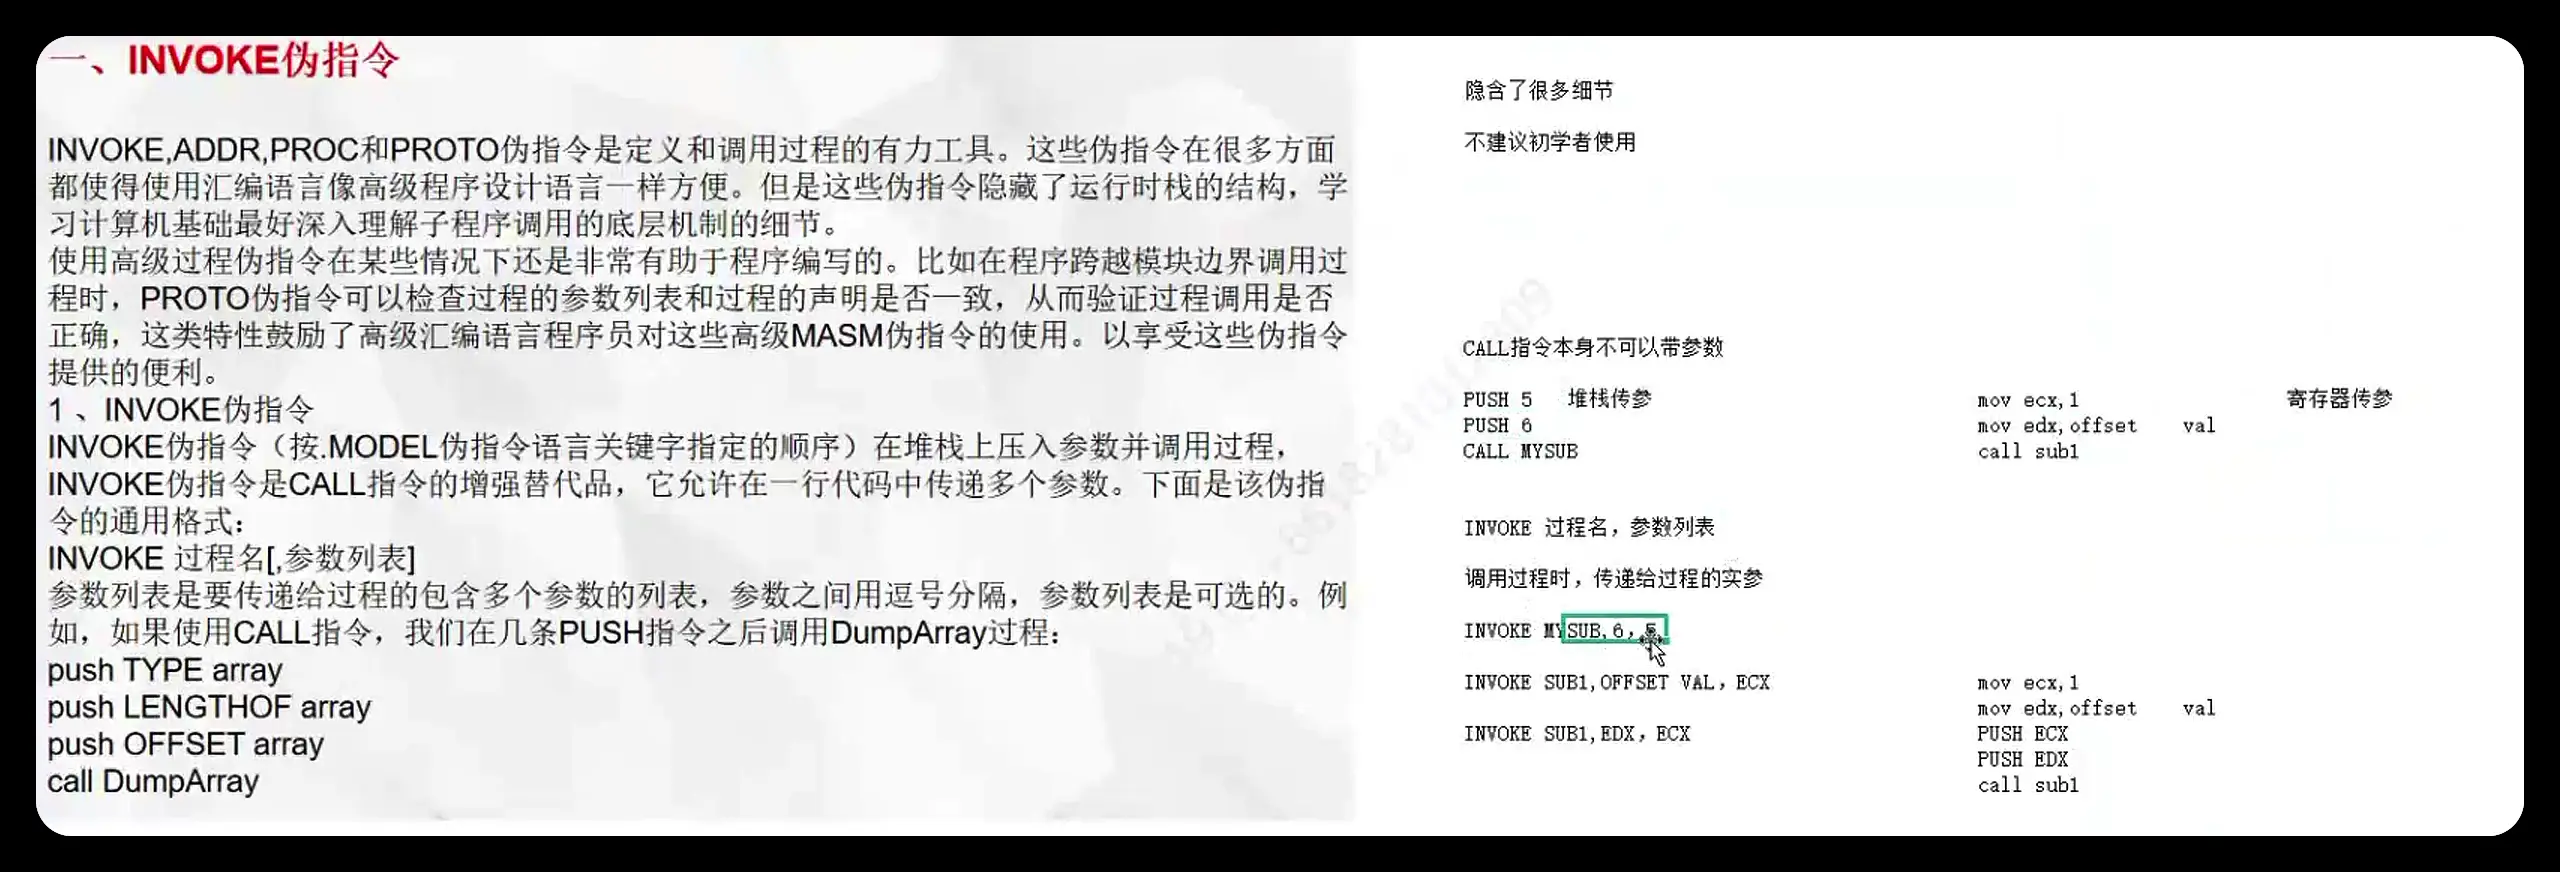 一、INVOKE伪指令
INVOKE,ADDR,PROC和PROTO伪指令是定义和调用过程的有力工具。这些伪指令在很多方面
都使得使用汇编语言像高级程序设计语言一样方便。但是这些伪指令隐藏了运行时栈的结构，学
习计算机基础最好深入理解子程序调用的底层机制的细节。
使用高级过程伪指令在某些情况下还是非常有助于程序编写的。比如在程序跨越模块边界调用过
程时，PROTO伪指令可以检查过程的参数列表和过程的声明是否一致，从而验证过程调用是否
正确，这类特性鼓励了高级汇编语言程序员对这些高级MASM伪指令的使用。以享受这些伪指令
提供的便利。
1 、INVOKE伪指令
INVOKE伪指令（按.MODEL伪指令语言关键字指定的顺序）在堆栈上压入参数并调用过程，
INVOKE伪指令是CALL指令的增强替代品，它允许在一行代码中传递多个参数。下面是该伪指
令的通用格式：
INVOKE 过程名[,参数列表]
参数列表是要传递给过程的包含多个参数的列表，参数之间用逗号分隔，参数列表是可选的。例
如，如果使用CALL指令，我们在几条PUSH指令之后调用DumpArray过程：
push TYPE array
push LENGTHOF array
push OFFSET array
call DumpArray
隐含了很多细节
不建议初学者使用
CALL指令本身不可以带参数
PUSH 5 堆栈传参
PUSH 6
CALL MYSUB
mov ecx,1 寄存器传参
mov edx,offset val
call sub1
INVOKE 过程名，参数列表
调用过程时，传递给过程的实参
INVOKE MYSUB,6，
INVOKE SUB1,OFFSET VAL，ECX
INVOKE SUB1,EDX，ECX
mov ecx,1
mov edx,offset val
PUSH ECX
PUSH EDX
call sub1